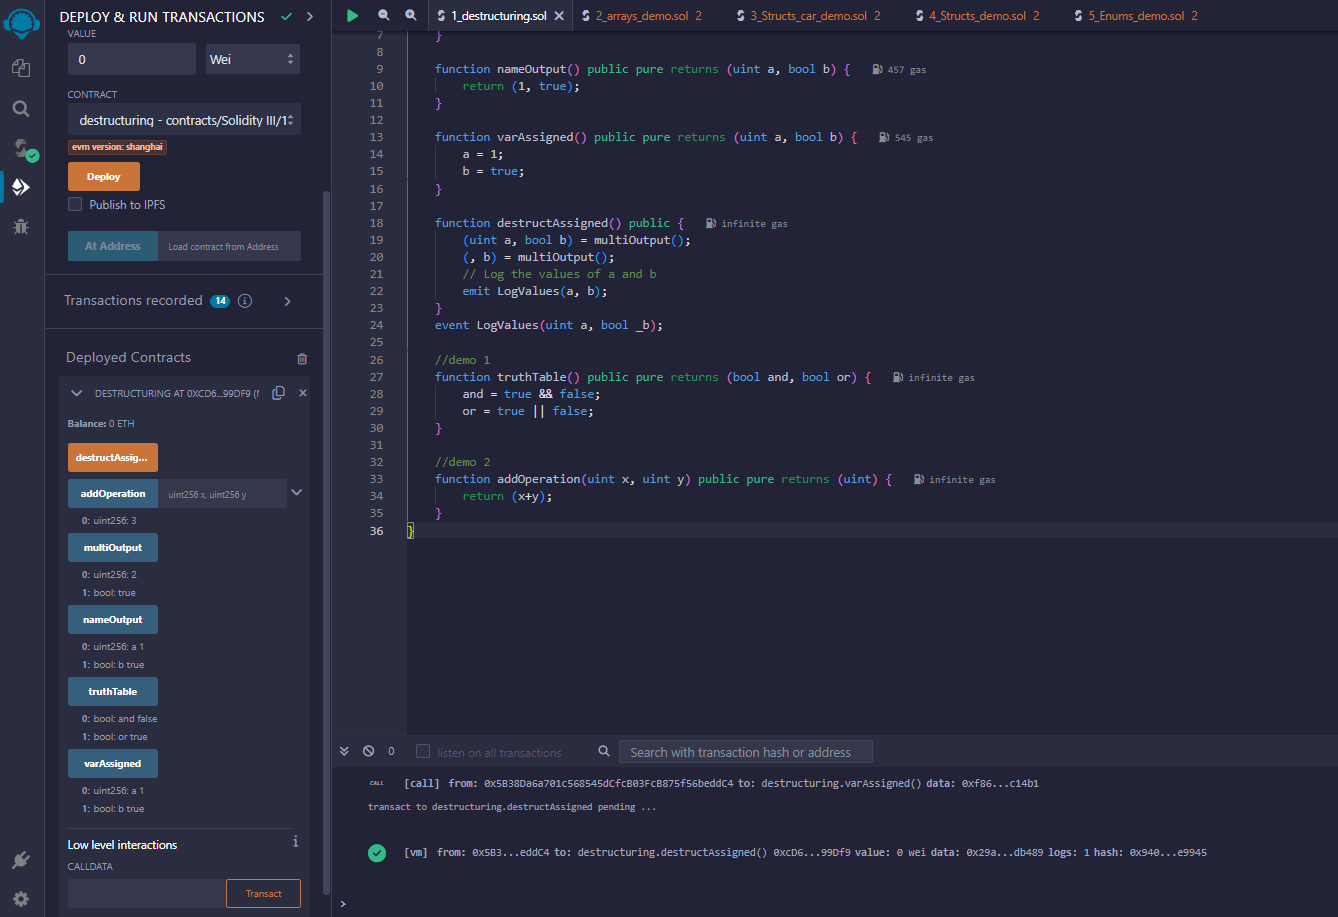 DEPLOY & RUN TRANSACTIONS
VALUE
0
Wei
CONTRACT
destructuring - contracts/Solidity III/1
evm version: shanghai
Deploy
Publish to IPFS
At Address
Load contract from Address
Transactions recorded 14 i
Deployed Contracts
DESTRUCTURING AT 0XCD6...99DF9 (
Balance: 0 ETH
destructAssig...
addOperation
uint256 x, uint256 y
0: uint256: 3
multiOutput
0: uint256: 2
1: bool: true
nameOutput
0: uint256: a 1
1: bool: b true
truthTable
0: bool: and false
1: bool: or true
varAssigned
0: uint256: a 1
1: bool: b true
Low level interactions
i
CALLDATA
Transact
1_destructuring.sol
2_arrays_demo.sol 2
3_Structs_car_demo.sol 2
4_Structs_demo.sol 2
5_Enums_demo.sol 2
7 }
8
9 function nameOutput() public pure returns (uint a, bool b) { 457 gas
10 return (1, true);
11 }
12
13 function varAssigned() public pure returns (uint a, bool b) { 545 gas
14 a = 1;
15 b = true;
16 }
17
18 function destructAssigned() public { infinite gas
19 (uint a, bool b) = multiOutput();
20 (, b) = multiOutput();
21 // Log the values of a and b
22 emit LogValues(a, b);
23 }
24 event LogValues(uint a, bool _b);
25
26 //demo 1
27 function truthTable() public pure returns (bool and, bool or) { infinite gas
28 and = true && false;
29 or = true || false;
30 }
31
32 //demo 2
33 function addOperation(uint x, uint y) public pure returns (uint) { infinite gas
34 return (x+y);
35 }
36 }
0
listen on all transactions
Search with transaction hash or address
CALL [call] from: 0x5B38Da6a701c568545dCfcB03FcB875f56beddC4 to: destructuring.varAssigned() data: 0xf86...c14b1
transact to destructuring.destructAssigned pending ...
[vm] from: 0x5B3...eddC4 to: destructuring.destructAssigned() 0xcD6...99Df9 value: 0 wei data: 0x29a...db489 logs: 1 hash: 0x940...e9945
>